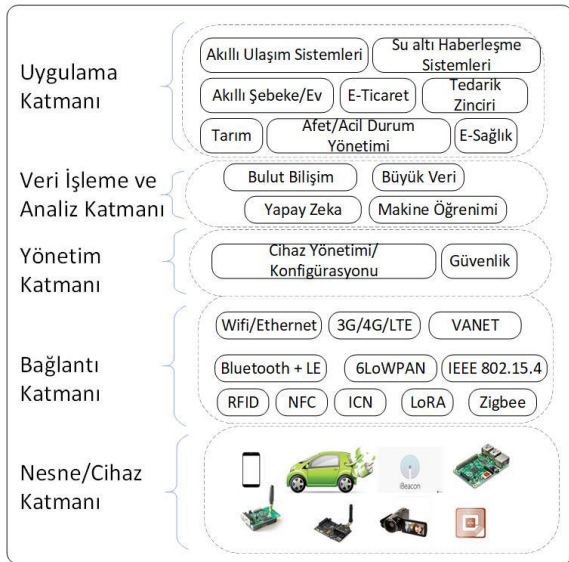 Uygulama
Katmanı
Akıllı Ulaşım Sistemleri
Su altı Haberleşme
Sistemleri
Akıllı Şebeke/Ev
E-Ticaret
Tedarik
Zinciri
Tarım
Afet/Acil Durum
Yönetimi
E-Sağlık
Veri İşleme ve
Analiz Katmanı
Bulut Bilişim
Büyük Veri
Yapay Zeka
Makine Öğrenimi
Yönetim
Katmanı
Cihaz Yönetimi/
Konfigürasyonu
Güvenlik
Bağlantı
Katmanı
Wifi/Ethernet
3G/4G/LTE
VANET
Bluetooth + LE
6LoWPAN
IEEE 802.15.4
RFID
NFC
ICN
LoRA
Zigbee
Nesne/Cihaz
Katmanı
iBeacon